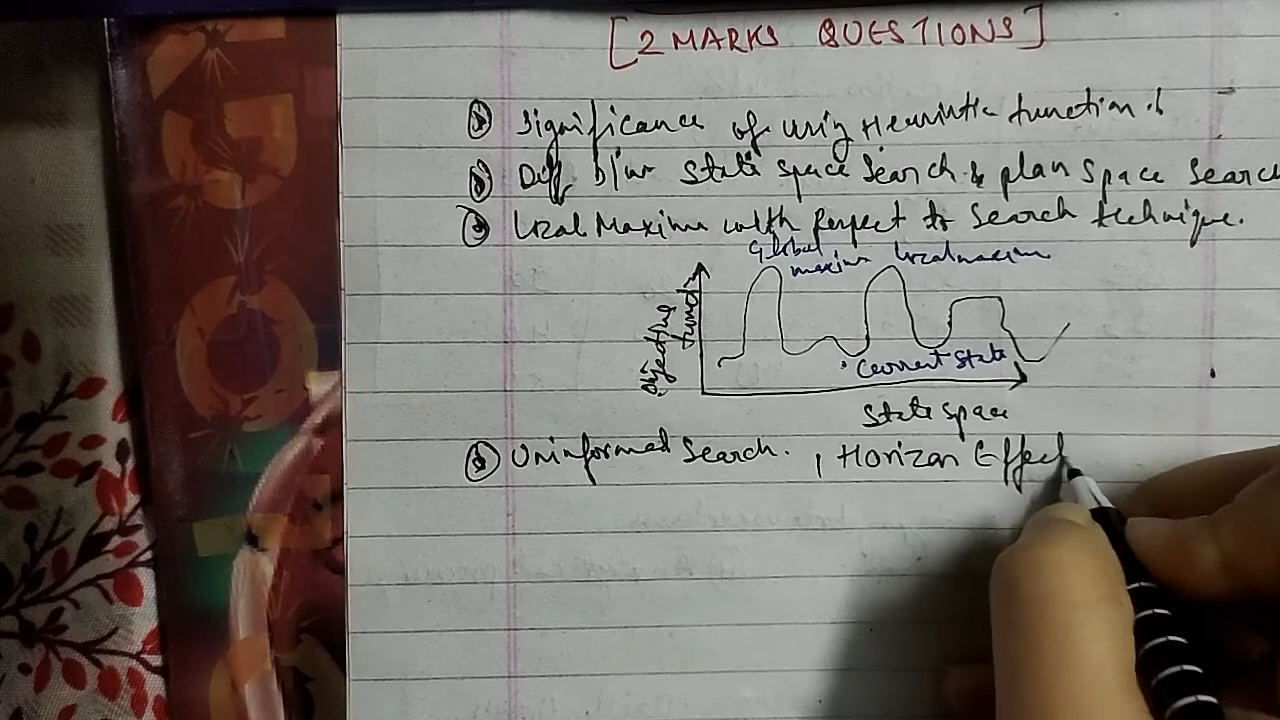 [2 MARKS QUESTIONS]
Significance of using Heuristic function.
Diff b/w State space Search & plan space Search
Local Maxima with Respect to Search technique.
Global maxima Local maxima
Objective funct
Current State
State space
Uninformed Search. , Horizon Effect